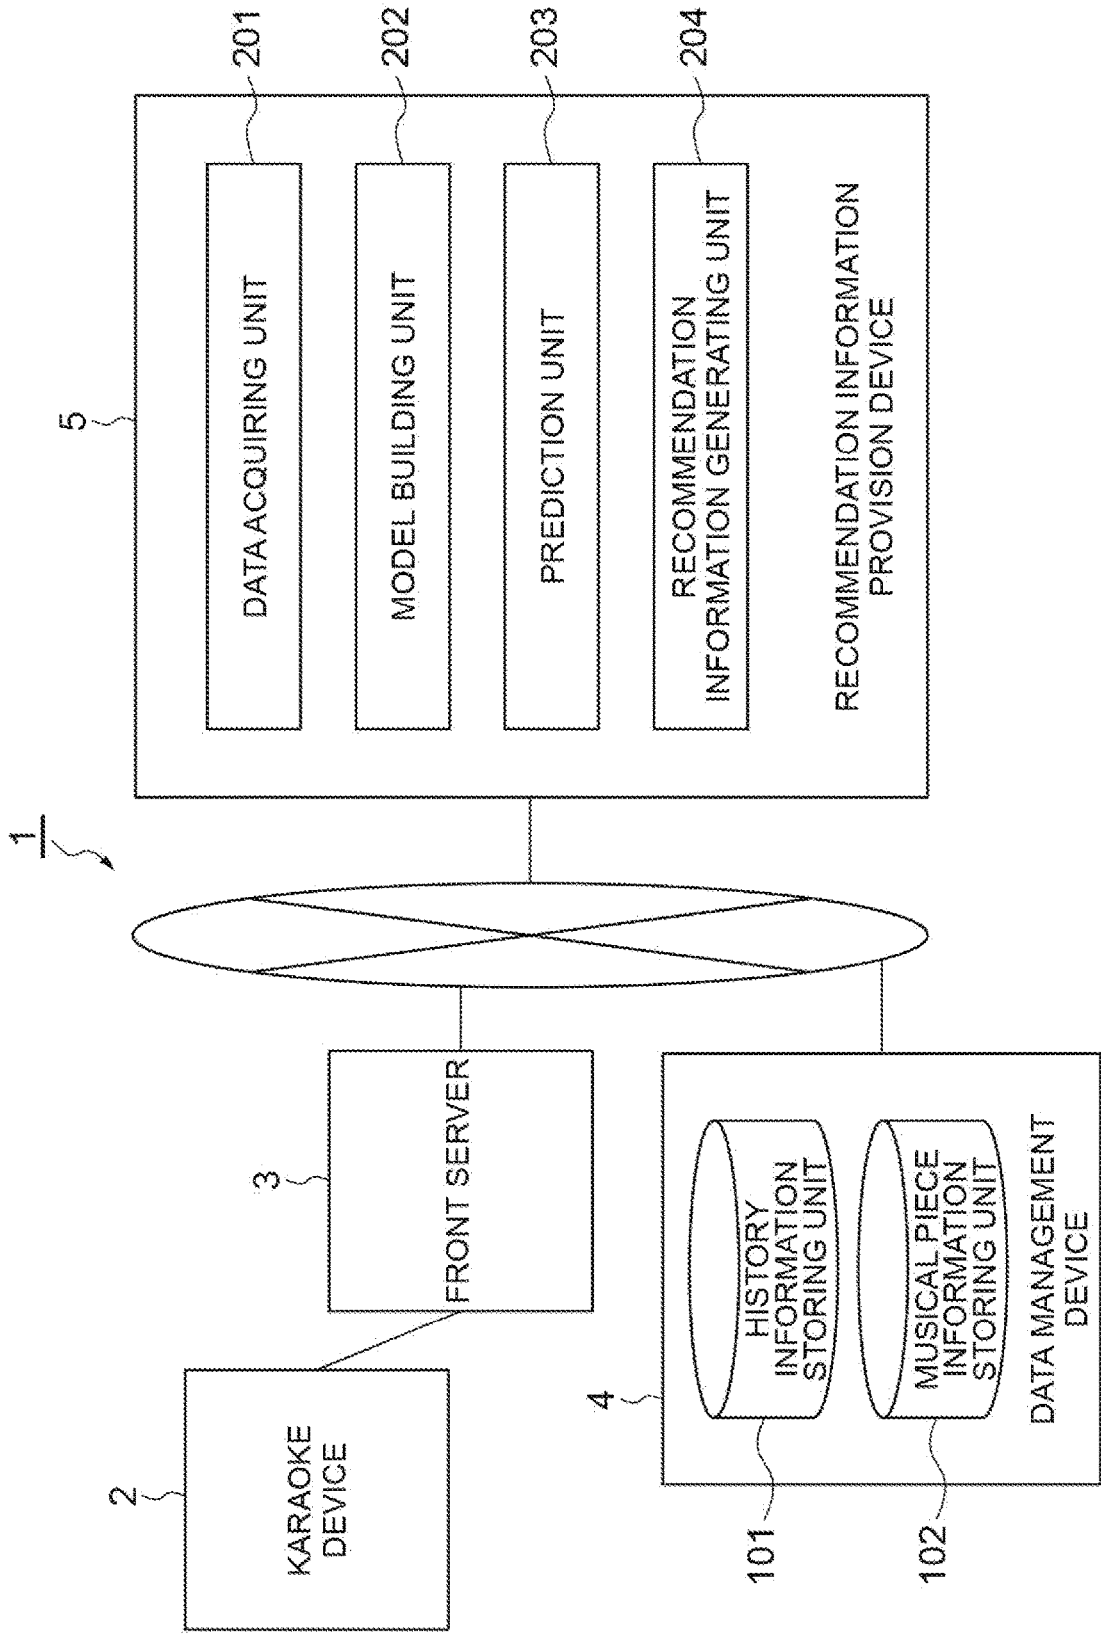 1
2
KARAOKE
DEVICE
3
FRONT SERVER
4
101
HISTORY
INFORMATION
STORING UNIT
102
MUSICAL PIECE
INFORMATION
STORING UNIT
DATA MANAGEMENT
DEVICE
5
DATA ACQUIRING UNIT
201
MODEL BUILDING UNIT
202
PREDICTION UNIT
203
RECOMMENDATION
INFORMATION GENERATING UNIT
204
RECOMMENDATION INFORMATION
PROVISION DEVICE